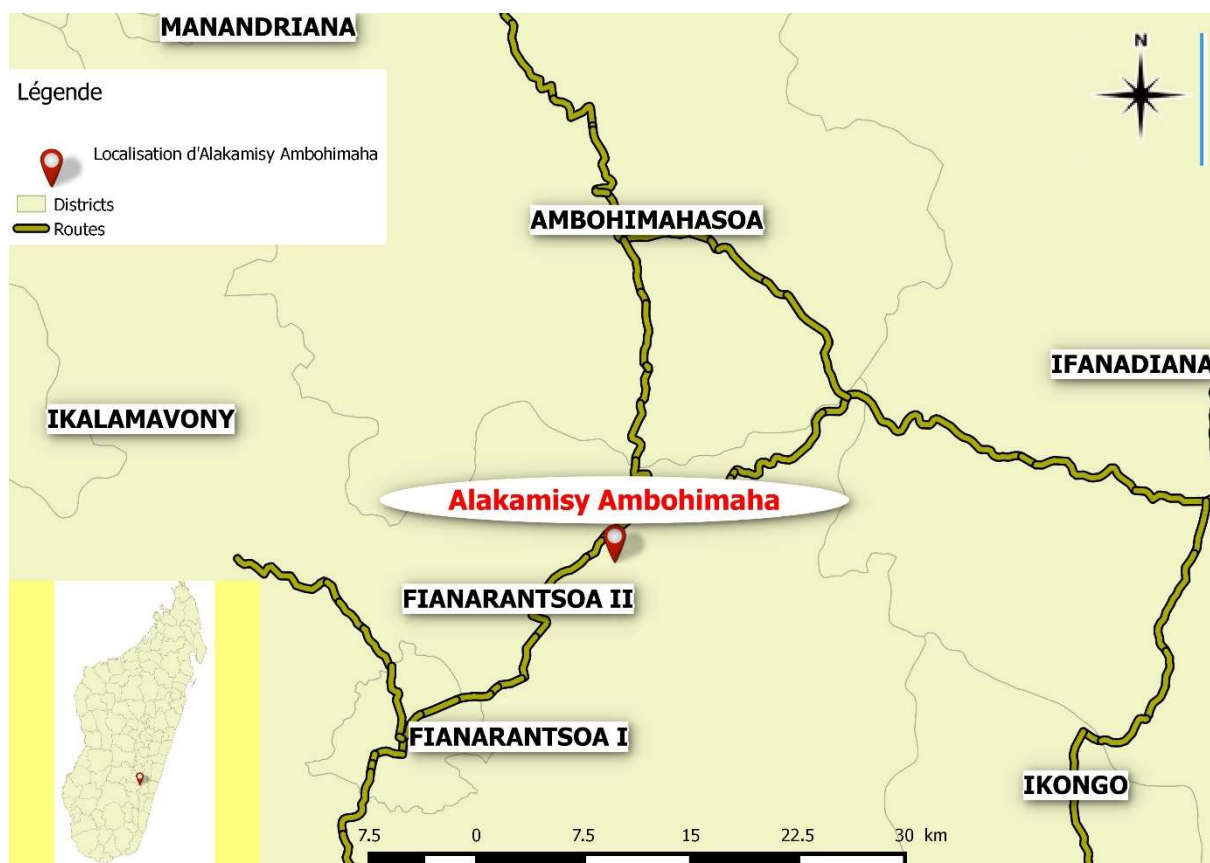 MANANDRIANA
N
Légende
Localisation d'Alakamisy Ambohimaha
Districts
Routes
AMBOHIMAHASOA
IFANADIANA
IKALAMAVONY
Alakamisy Ambohimaha
FIANARANTSOA II
FIANARANTSOA I
IKONGO
7.5 0 7.5 15 22.5 30 km